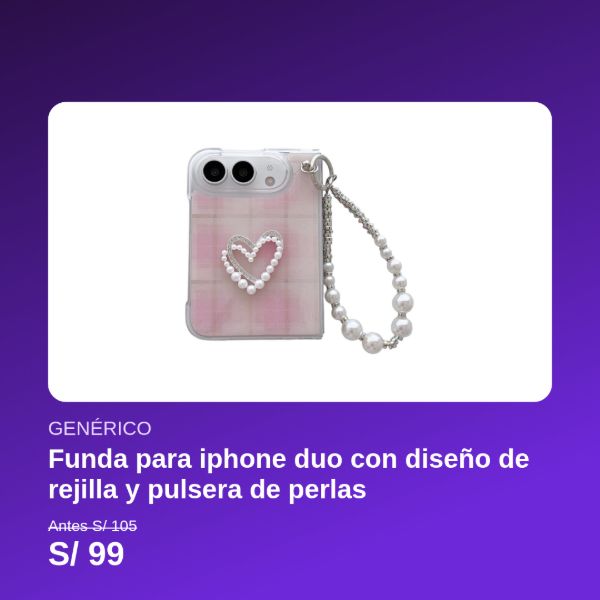 GENÉRICO
Funda para iphone duo con diseño de
rejilla y pulsera de perlas
Antes S/ 105
S/ 99